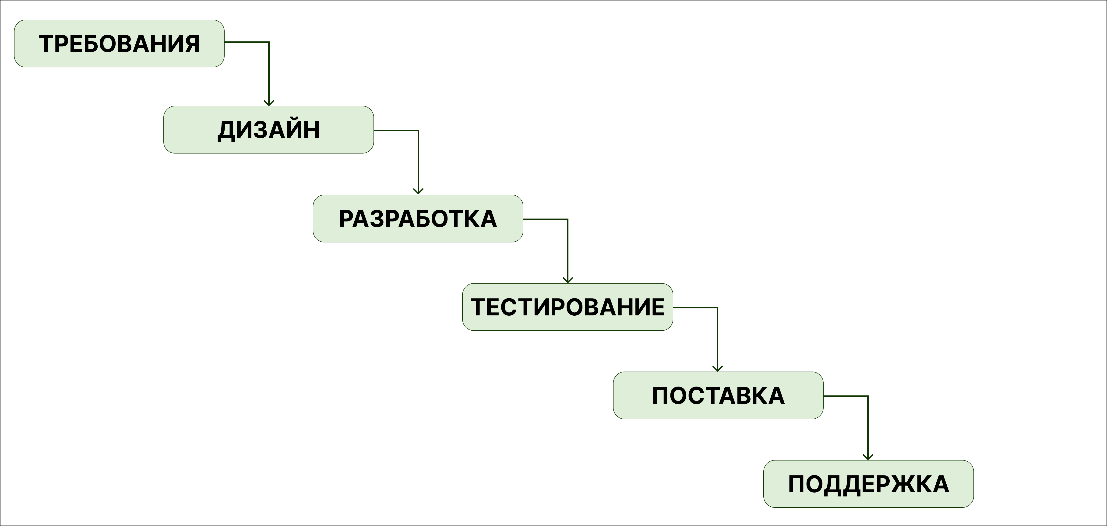 ТРЕБОВАНИЯ
ДИЗАЙН
РАЗРАБОТКА
ТЕСТИРОВАНИЕ
ПОСТАВКА
ПОДДЕРЖКА